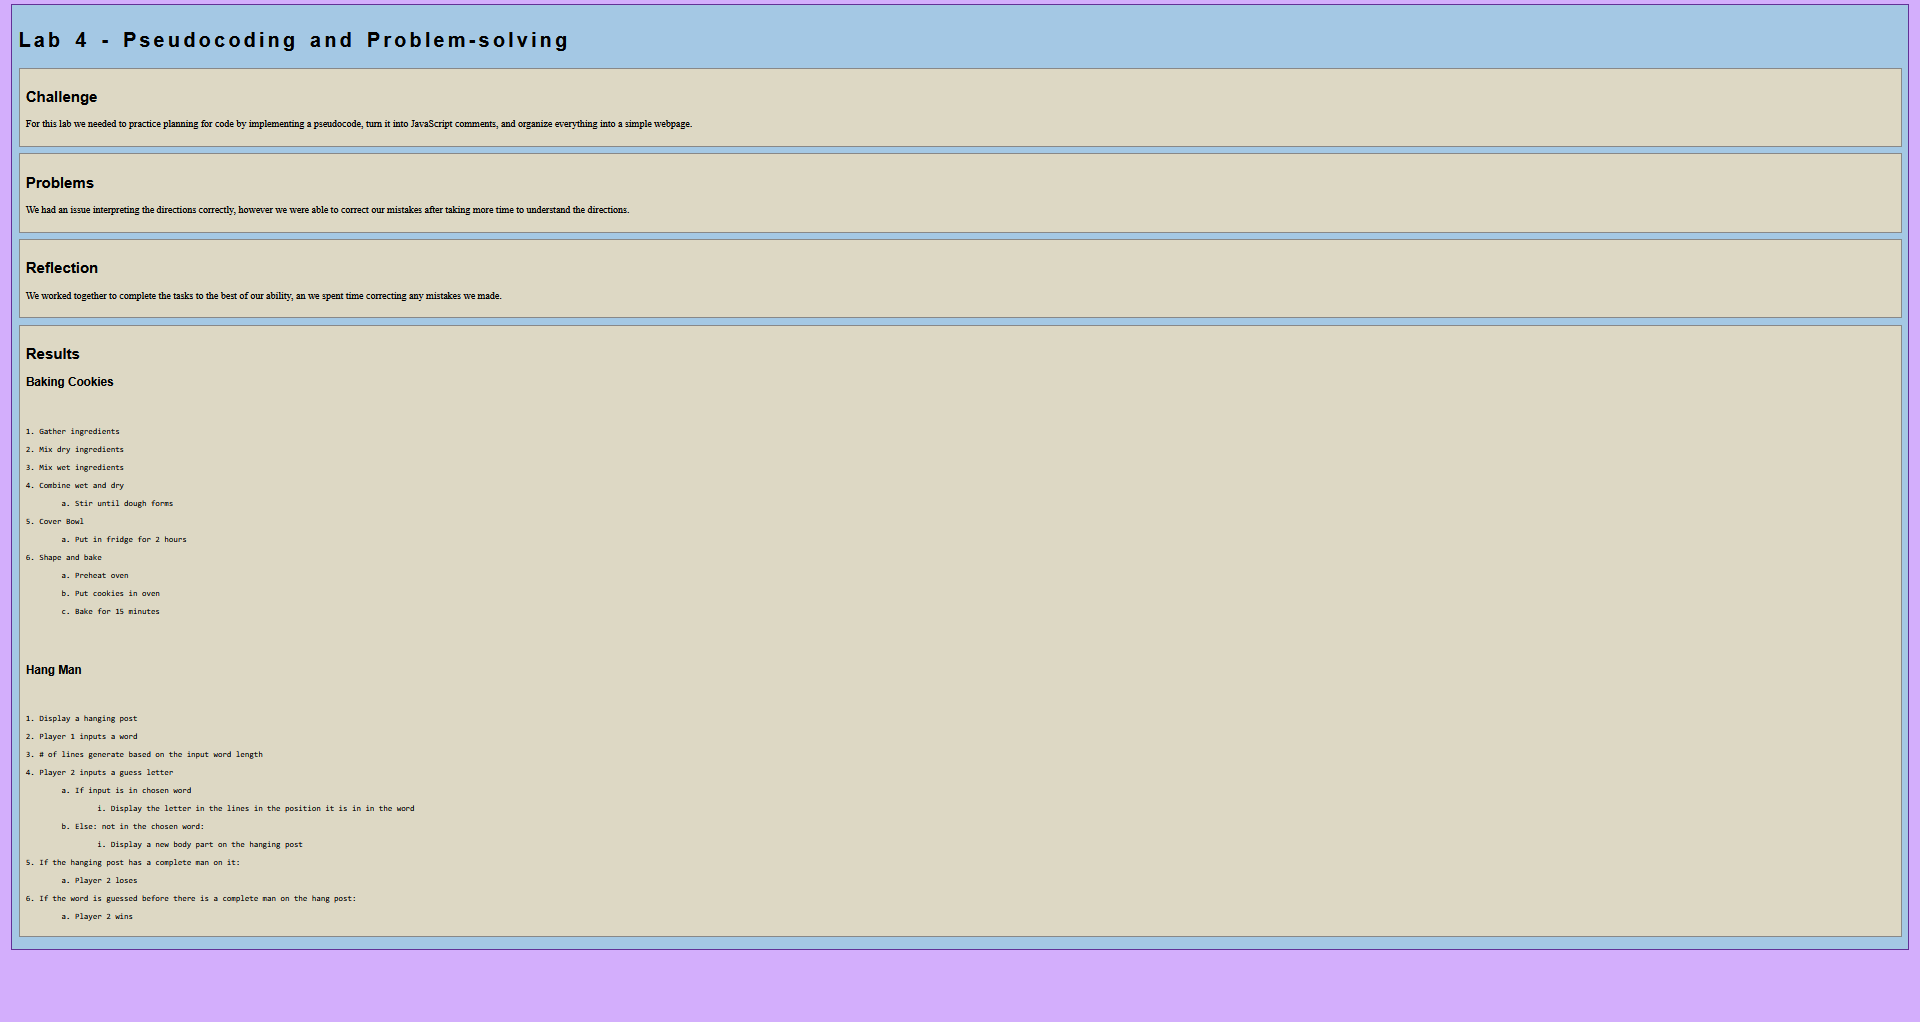 Lab 4 - Pseudocoding and Problem-solving
Challenge
For this lab we needed to practice planning for code by implementing a pseudocode, turn it into JavaScript comments, and organize everything into a simple webpage.
Problems
We had an issue interpreting the directions correctly, however we were able to correct our mistakes after taking more time to understand the directions.
Reflection
We worked together to complete the tasks to the best of our ability, an we spent time correcting any mistakes we made.
Results
Baking Cookies
1. Gather ingredients
2. Mix dry ingredients
3. Mix wet ingredients
4. Combine wet and dry
a. Stir until dough forms
5. Cover Bowl
a. Put in fridge for 2 hours
6. Shape and bake
a. Preheat oven
b. Put cookies in oven
c. Bake for 15 minutes
Hang Man
1. Display a hanging post
2. Player 1 inputs a word
3. # of lines generate based on the input word length
4. Player 2 inputs a guess letter
a. If input is in chosen word
i. Display the letter in the lines in the position it is in in the word
b. Else: not in the chosen word:
i. Display a new body part on the hanging post
5. If the hanging post has a complete man on it:
a. Player 2 loses
6. If the word is guessed before there is a complete man on the hang post:
a. Player 2 wins